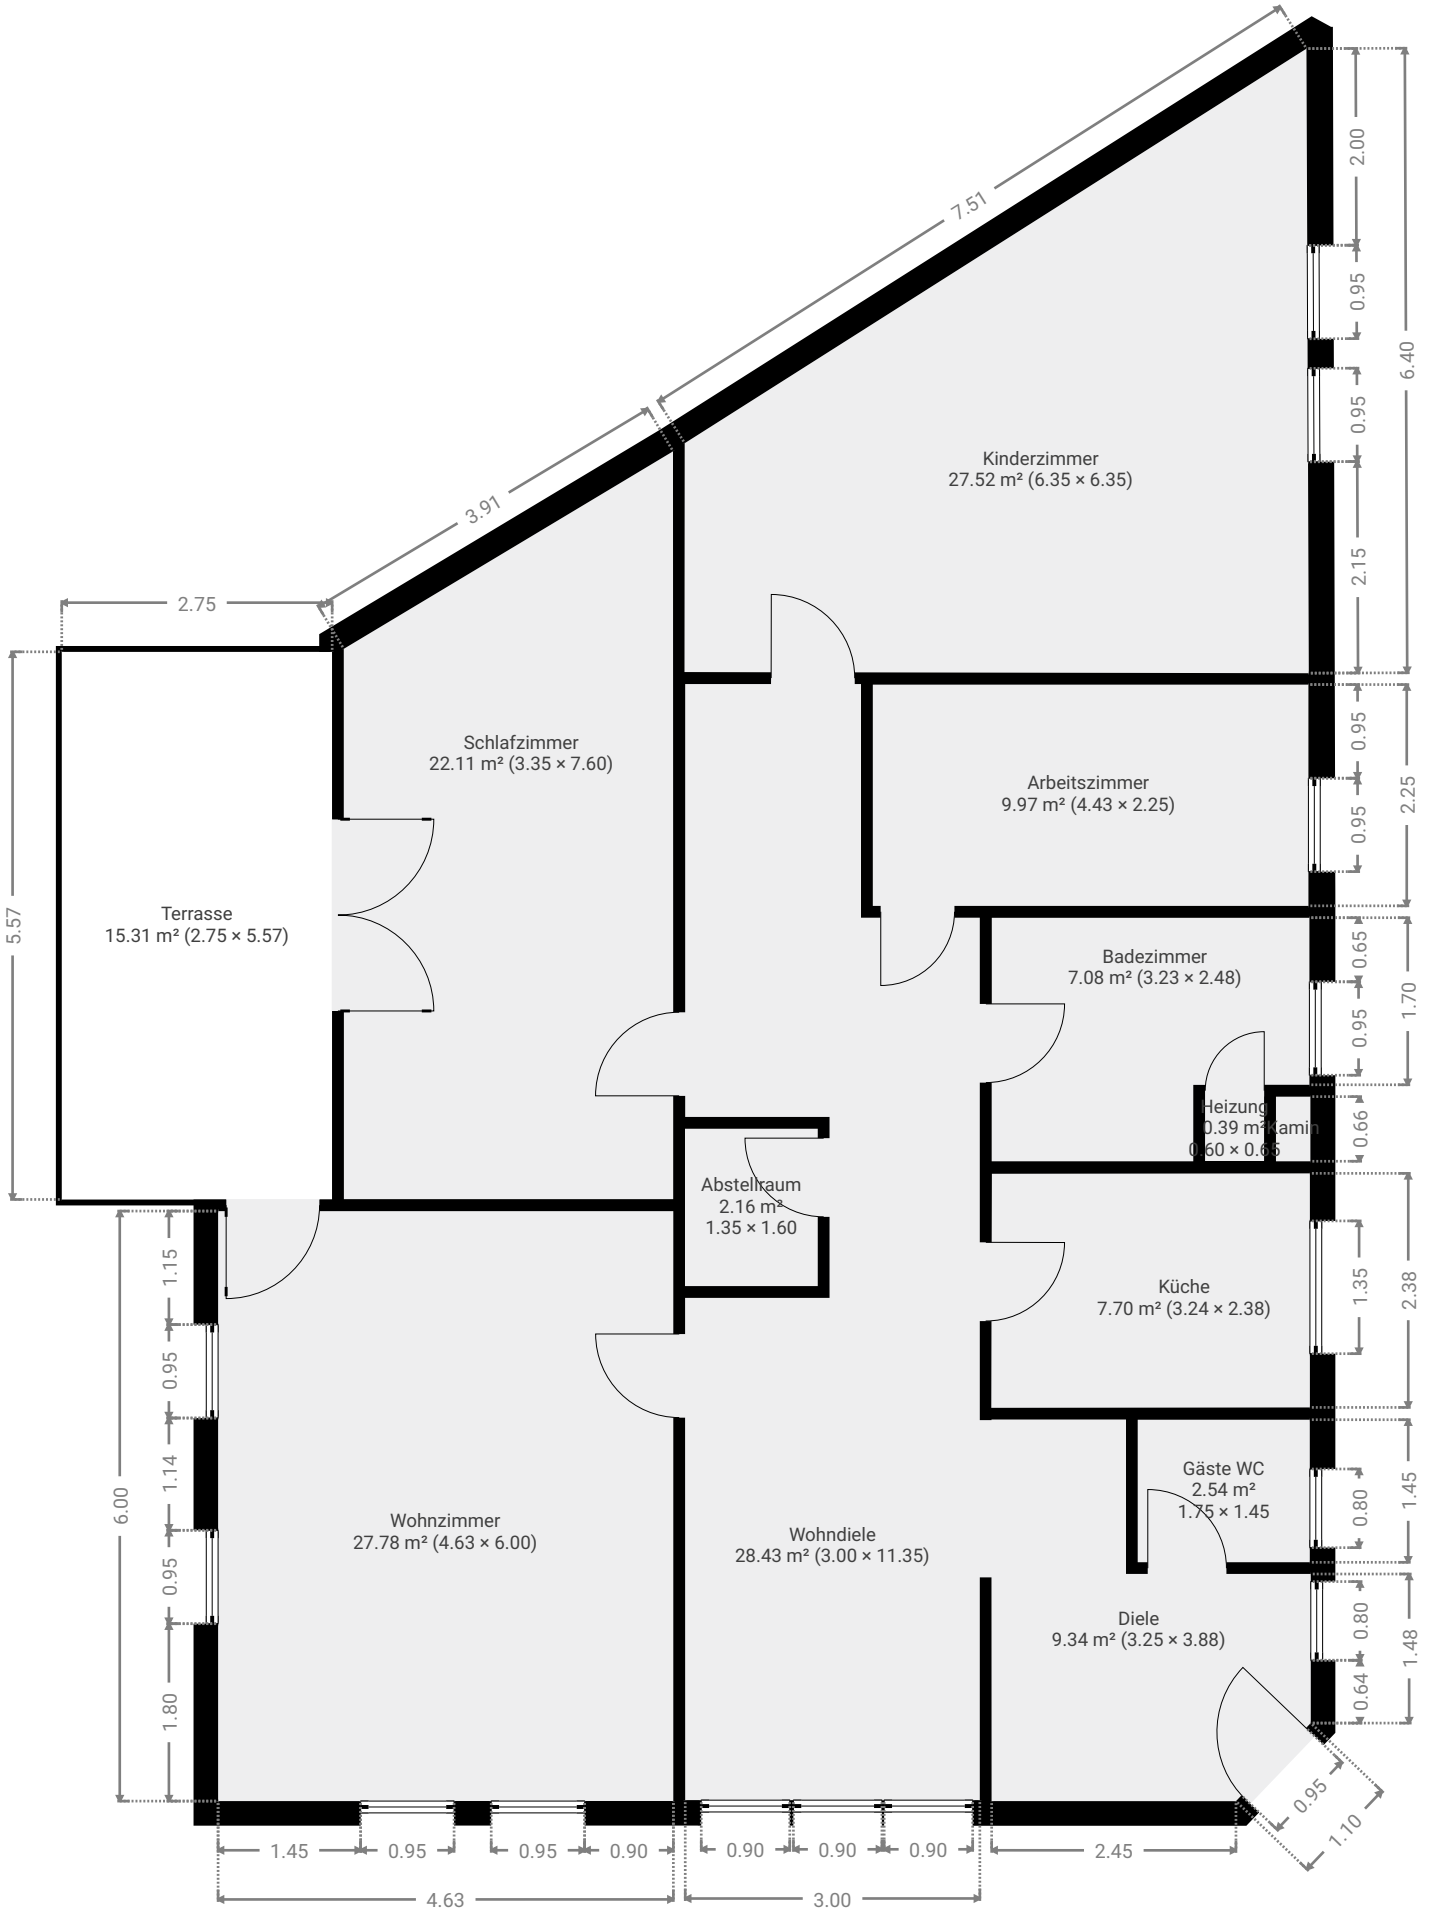 7.51
2.00
0.95
6.40
0.95
Kinderzimmer
27.52 m² (6.35 × 6.35)
3.91
2.15
2.75
Schlafzimmer
22.11 m² (3.35 × 7.60)
0.95
Arbeitszimmer
9.97 m² (4.43 × 2.25)
2.25
0.95
Terrasse
15.31 m² (2.75 × 5.57)
5.57
Badezimmer
7.08 m² (3.23 × 2.48)
0.65
1.70
0.95
Heizung
0.39 m²
0.60 × 0.65
Kamin
0.66
Abstellraum
2.16 m²
1.35 × 1.60
1.15
Küche
7.70 m² (3.24 × 2.38)
1.35
2.38
0.95
1.14
6.00
Gäste WC
2.54 m²
1.75 × 1.45
0.80
1.45
Wohnzimmer
27.78 m² (4.63 × 6.00)
Wohndiele
28.43 m² (3.00 × 11.35)
0.95
Diele
9.34 m² (3.25 × 3.88)
0.80
1.48
0.64
1.80
0.95
1.10
1.45
0.95
0.95
0.90
0.90
0.90
0.90
2.45
4.63
3.00